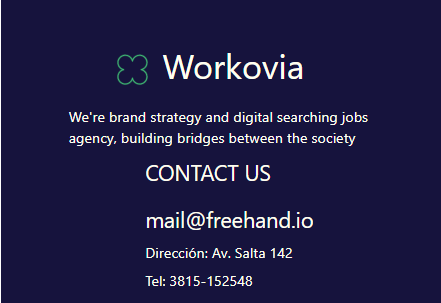 Workovia
We're brand strategy and digital searching jobs
agency, building bridges between the society
CONTACT US
mail@freehand.io
Dirección: Av. Salta 142
Tel: 3815-152548